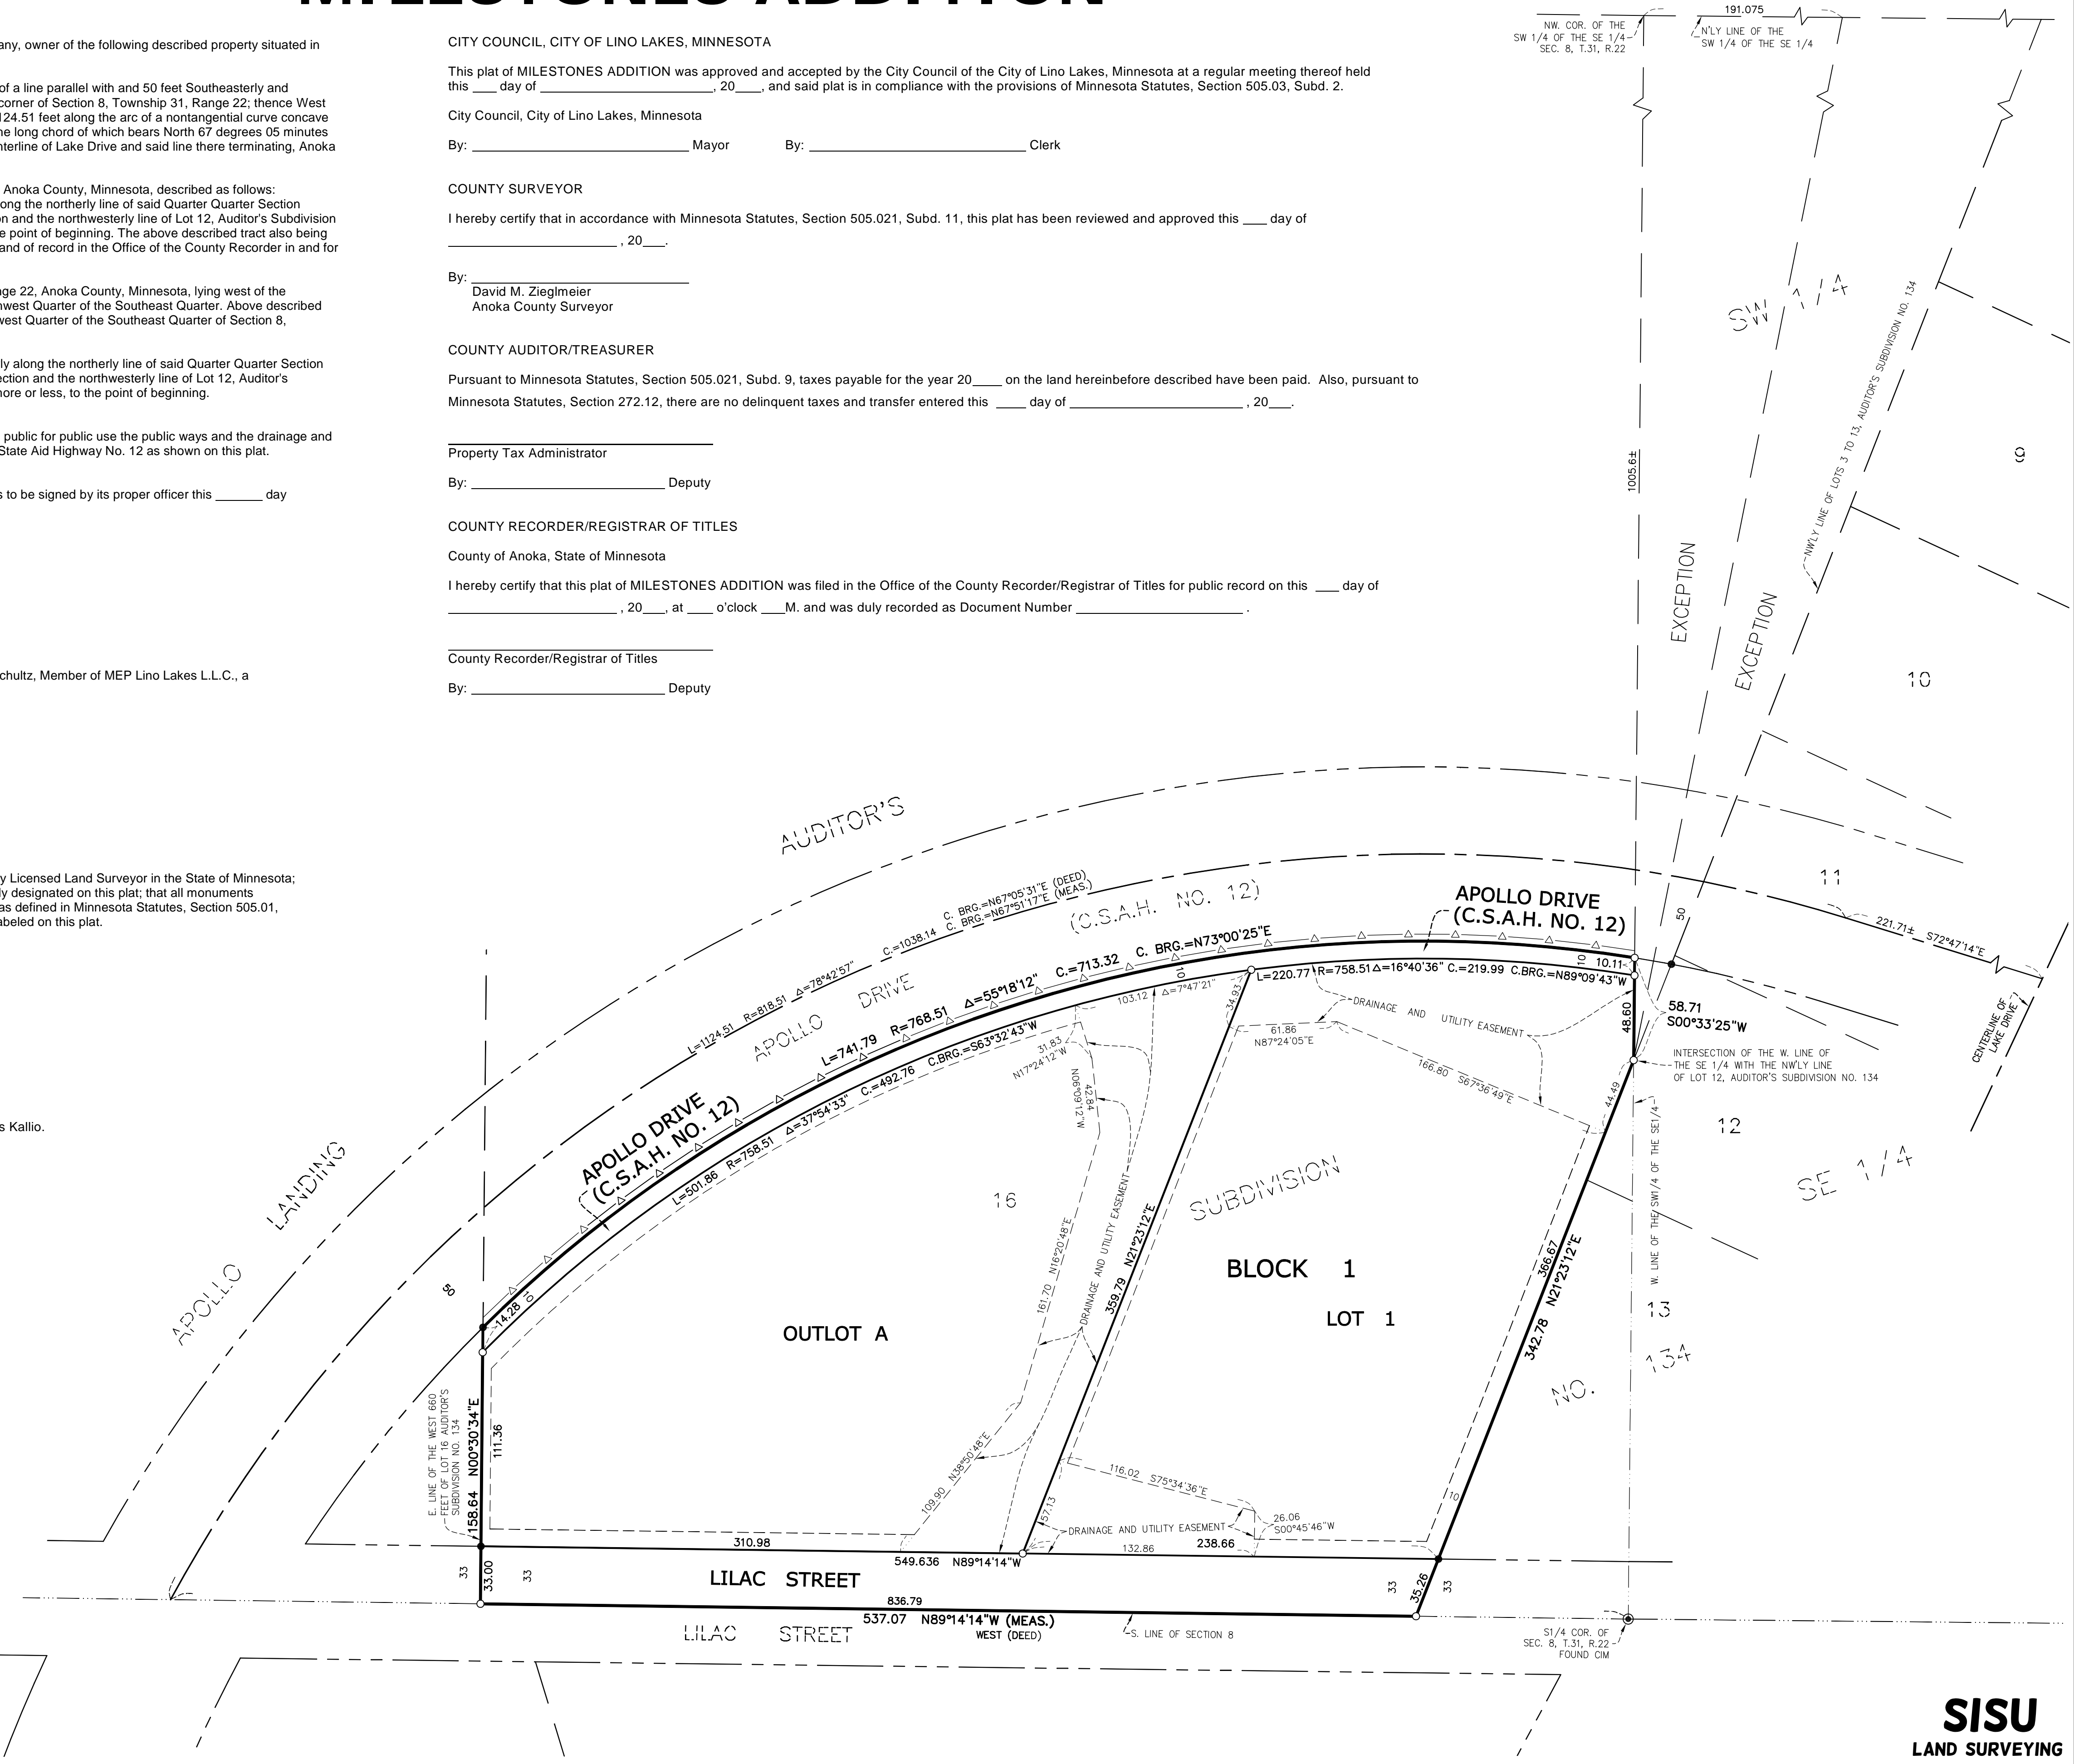 MILESTONES ADDITION
any, owner of the following described property situated in
of a line parallel with and 50 feet Southeasterly and
corner of Section 8, Township 31, Range 22; thence West
124.51 feet along the arc of a nontangential curve concave
he long chord of which bears North 67 degrees 05 minutes
nterline of Lake Drive and said line there terminating, Anoka
Anoka County, Minnesota, described as follows:
ong the northerly line of said Quarter Quarter Section
on and the northwesterly line of Lot 12, Auditor's Subdivision
e point of beginning. The above described tract also being
and of record in the Office of the County Recorder in and for
nge 22, Anoka County, Minnesota, lying west of the
hwest Quarter of the Southeast Quarter. Above described
west Quarter of the Southeast Quarter of Section 8,
ly along the northerly line of said Quarter Quarter Section
ection and the northwesterly line of Lot 12, Auditor's
more or less, to the point of beginning.
public for public use the public ways and the drainage and
State Aid Highway No. 12 as shown on this plat.
s to be signed by its proper officer this _______ day
chultz, Member of MEP Lino Lakes L.L.C., a
y Licensed Land Surveyor in the State of Minnesota;
ly designated on this plat; that all monuments
as defined in Minnesota Statutes, Section 505.01,
abeled on this plat.
s Kallio.
CITY COUNCIL, CITY OF LINO LAKES, MINNESOTA
This plat of MILESTONES ADDITION was approved and accepted by the City Council of the City of Lino Lakes, Minnesota at a regular meeting thereof held
this ___ day of ______________________, 20___, and said plat is in compliance with the provisions of Minnesota Statutes, Section 505.03, Subd. 2.
City Council, City of Lino Lakes, Minnesota
By: ____________________________ Mayor By: ____________________________ Clerk
COUNTY SURVEYOR
I hereby certify that in accordance with Minnesota Statutes, Section 505.021, Subd. 11, this plat has been reviewed and approved this ___ day of
______________________ , 20___.
By: ____________________________
David M. Zieglmeier
Anoka County Surveyor
COUNTY AUDITOR/TREASURER
Pursuant to Minnesota Statutes, Section 505.021, Subd. 9, taxes payable for the year 20____ on the land hereinbefore described have been paid. Also, pursuant to
Minnesota Statutes, Section 272.12, there are no delinquent taxes and transfer entered this ____ day of ______________________ , 20___.
Property Tax Administrator
By: _________________________ Deputy
COUNTY RECORDER/REGISTRAR OF TITLES
County of Anoka, State of Minnesota
I hereby certify that this plat of MILESTONES ADDITION was filed in the Office of the County Recorder/Registrar of Titles for public record on this ___ day of
______________________ , 20___, at ___ o'clock ___M. and was duly recorded as Document Number ______________________ .
County Recorder/Registrar of Titles
By: _________________________ Deputy
NW. COR. OF THE
SW 1/4 OF THE SE 1/4
SEC. 8, T.31, R.22
191.075
N'LY LINE OF THE
SW 1/4 OF THE SE 1/4
SW 1/4
NW'LY LINE OF LOTS 3 TO 13, AUDITOR'S SUBDIVISION NO. 134
1005.6±
EXCEPTION
EXCEPTION
9
10
11
AUDITOR'S
C. BRG.=N67°05'31"E (DEED)
C.=1038.14 C. BRG.=N67°51'17"E (MEAS.)
L=1124.51 R=818.51 Δ=78°42'57"
(C.S.A.H. NO. 12)
APOLLO DRIVE
APOLLO DRIVE
(C.S.A.H. NO. 12)
50
221.71± S72°47'14"E
CENTERLINE OF
LAKE DRIVE
L=741.79 R=768.51 Δ=55°18'12" C.=713.32 C. BRG.=N73°00'25"E
10
10
10.11
L=220.77 R=758.51 Δ=16°40'36" C.=219.99 C.BRG.=N89°09'43"W
103.12 Δ=7°47'21"
L=501.86 R=758.51 Δ=37°54'33" C.=492.76 C.BRG.=S63°32'43"W
APOLLO DRIVE
(C.S.A.H. NO. 12)
34.93
61.86
N87°24'05"E
DRAINAGE AND UTILITY EASEMENT
48.60
58.71
S00°33'25"W
INTERSECTION OF THE W. LINE OF
THE SE 1/4 WITH THE NW'LY LINE
OF LOT 12, AUDITOR'S SUBDIVISION NO. 134
31.83
N17°24'12"W
42.84
N06°09'12"W
166.80 S67°36'49"E
44.49
12
SE 1/4
W. LINE OF THE SW1/4 OF THE SE1/4
APOLLO LANDING
16
SUBDIVISION
DRAINAGE AND UTILITY EASEMENT
161.70 N16°20'48"E
359.79 N21°23'12"E
BLOCK 1
LOT 1
OUTLOT A
366.67
342.78 N21°23'12"E
13
NO. 134
50
14.28
10
E. LINE OF THE WEST 660
FEET OF LOT 16 AUDITOR'S
SUBDIVISION NO. 134
158.64 N00°30'34"E
111.36
109.90 N38°50'48"E
116.02 S75°34'36"E
57.13
DRAINAGE AND UTILITY EASEMENT
26.06
S00°45'46"W
10
310.98
549.636 N89°14'14"W
132.86
238.66
33
33.00
33
LILAC STREET
33
35.26
33
836.79
537.07 N89°14'14"W (MEAS.)
WEST (DEED)
S. LINE OF SECTION 8
LILAC STREET
S1/4 COR. OF
SEC. 8, T.31, R.22
FOUND CIM
SISU
LAND SURVEYING